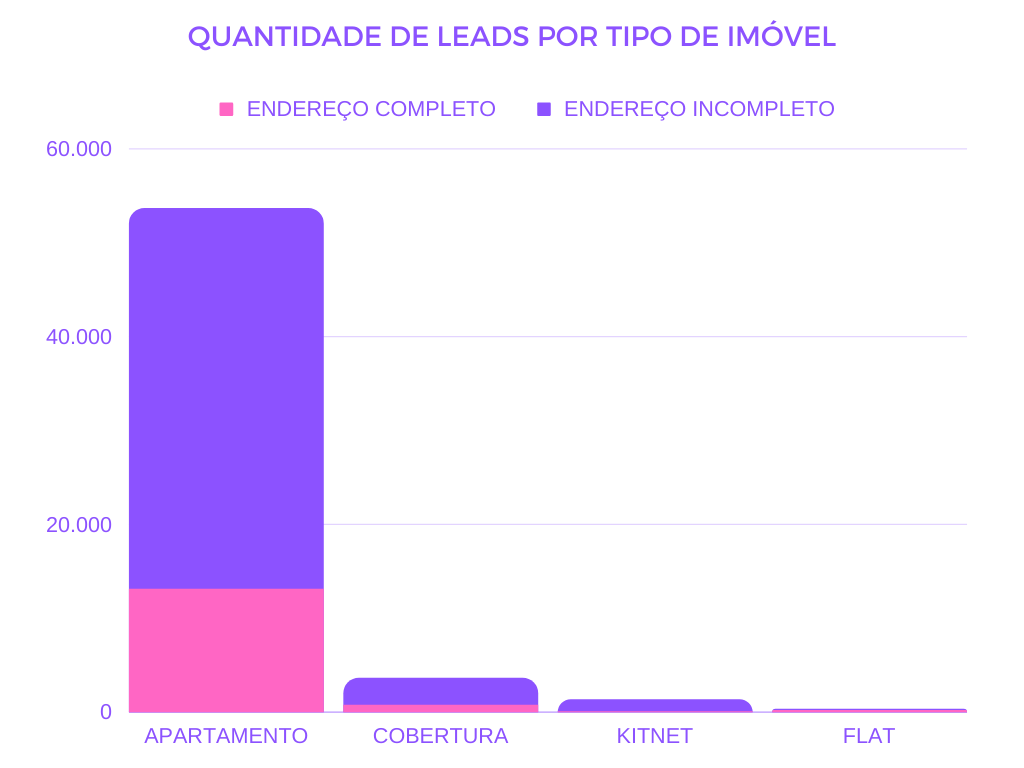 QUANTIDADE DE LEADS POR TIPO DE IMÓVEL
ENDEREÇO COMPLETO ENDEREÇO INCOMPLETO
60.000
40.000
20.000
0
APARTAMENTO COBERTURA KITNET FLAT